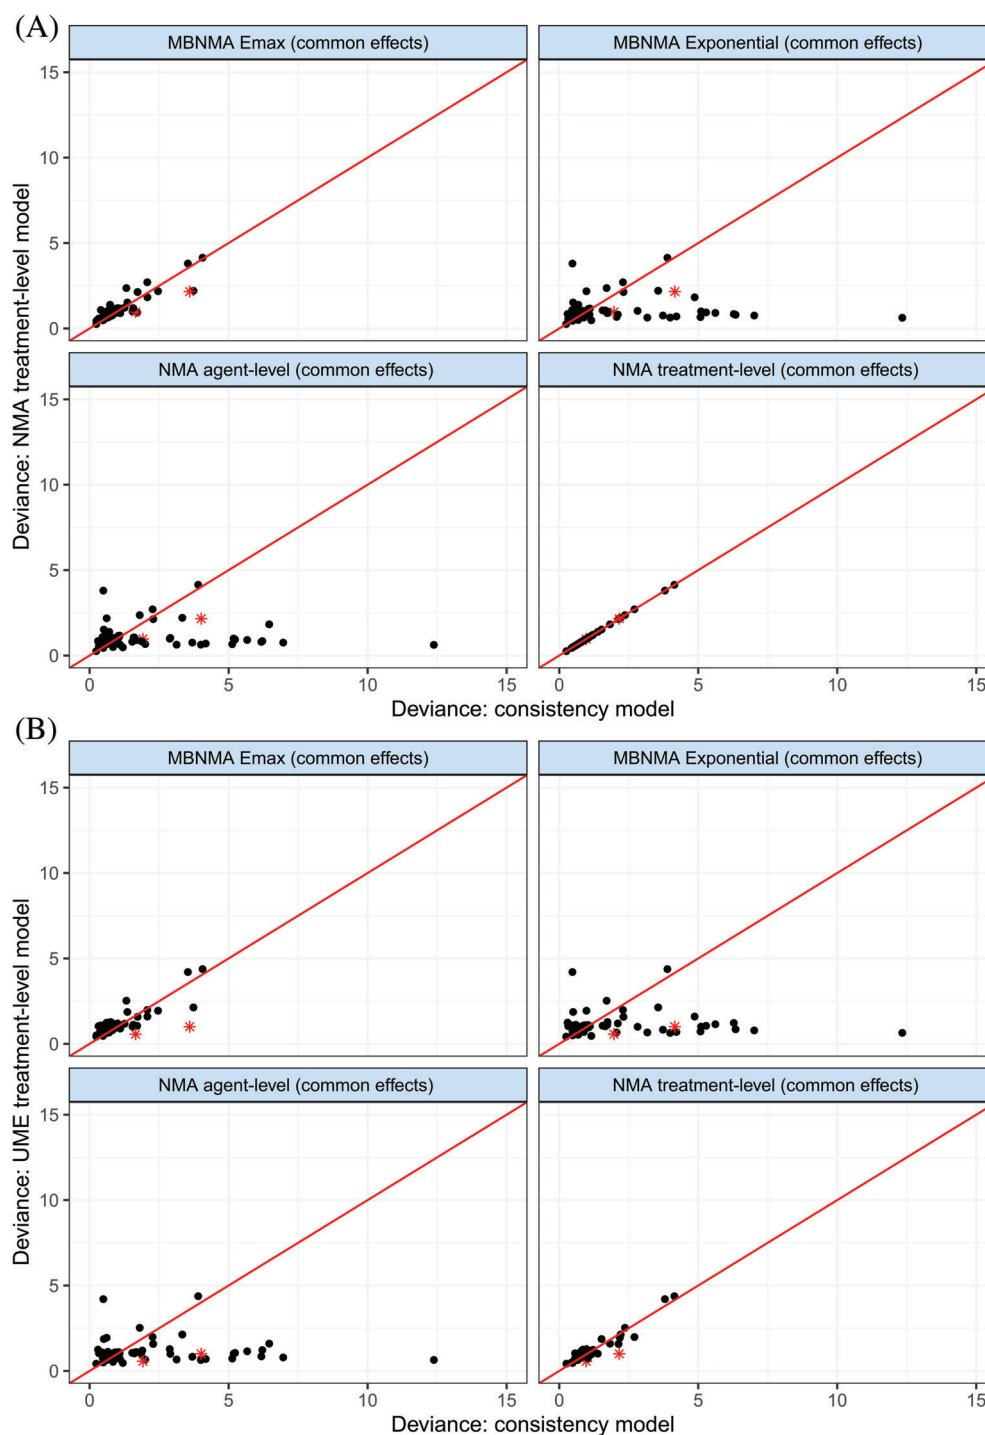 (A)
MBNMA Emax (common effects)
MBNMA Exponential (common effects)
15
10
5
0
NMA agent-level (common effects)
NMA treatment-level (common effects)
15
10
5
0
Deviance: NMA treatment-level model
0 5 10 15 0 5 10 15
Deviance: consistency model
(B)
MBNMA Emax (common effects)
MBNMA Exponential (common effects)
15
10
5
0
NMA agent-level (common effects)
NMA treatment-level (common effects)
15
10
5
0
Deviance: UME treatment-level model
0 5 10 15 0 5 10 15
Deviance: consistency model